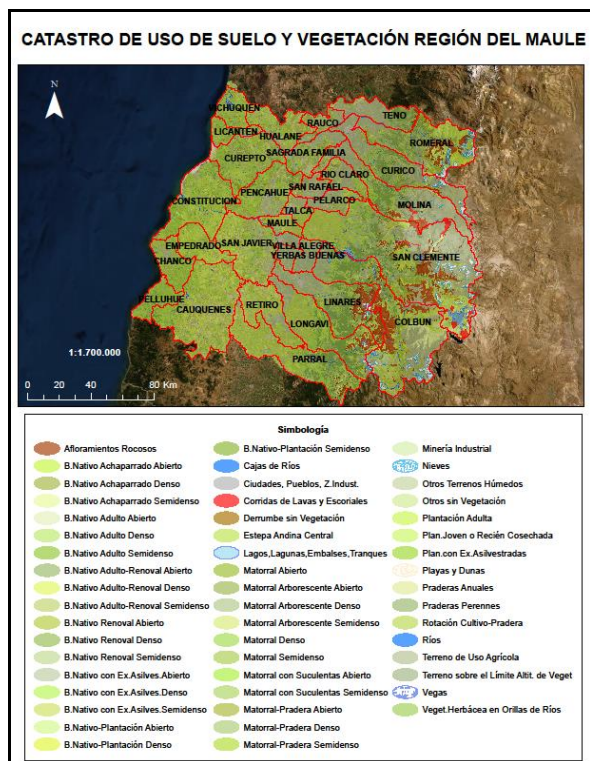 CATASTRO DE USO DE SUELO Y VEGETACIÓN REGIÓN DEL MAULE
N
VICHUQUEN
TENO
RAUCO
LICANTEN
HUALANE
ROMERAL
SAGRADA FAMILIA
CUREPTO
RIO CLARO
CURICO
SAN RAFAEL
PENCAHUE
PELARCO
CONSTITUCION
MOLINA
TALCA
MAULE
EMPEDRADO
SAN JAVIER
VILLA ALEGRE
YERBAS BUENAS
SAN CLEMENTE
CHANCO
PELLUHUE
CAUQUENES
RETIRO
LINARES
COLBUN
LONGAVI
PARRAL
1:1.700.000
0 20 40 80 Km
Simbología
Afloramientos Rocosos
B.Nativo Achaparrado Abierto
B.Nativo Achaparrado Denso
B.Nativo Achaparrado Semidenso
B.Nativo Adulto Abierto
B.Nativo Adulto Denso
B.Nativo Adulto Semidenso
B.Nativo Adulto-Renoval Abierto
B.Nativo Adulto-Renoval Denso
B.Nativo Adulto-Renoval Semidenso
B.Nativo Renoval Abierto
B.Nativo Renoval Denso
B.Nativo Renoval Semidenso
B.Nativo con Ex.Asilves.Abierto
B.Nativo con Ex.Asilves.Denso
B.Nativo con Ex.Asilves.Semidenso
B.Nativo-Plantación Abierto
B.Nativo-Plantación Denso
B.Nativo-Plantación Semidenso
Cajas de Ríos
Ciudades, Pueblos, Z.Indust.
Corridas de Lavas y Escoriales
Derrumbe sin Vegetación
Estepa Andina Central
Lagos,Lagunas,Embalses,Tranques
Matorral Abierto
Matorral Arborescente Abierto
Matorral Arborescente Denso
Matorral Arborescente Semidenso
Matorral Denso
Matorral Semidenso
Matorral con Suculentas Abierto
Matorral con Suculentas Semidenso
Matorral-Pradera Abierto
Matorral-Pradera Denso
Matorral-Pradera Semidenso
Minería Industrial
Nieves
Otros Terrenos Húmedos
Otros sin Vegetación
Plantación Adulta
Plan.Joven o Recién Cosechada
Plan.con Ex.Asilvestradas
Playas y Dunas
Praderas Anuales
Praderas Perennes
Rotación Cultivo-Pradera
Ríos
Terreno de Uso Agrícola
Terreno sobre el Límite Altit. de Veget
Vegas
Veget.Herbácea en Orillas de Ríos